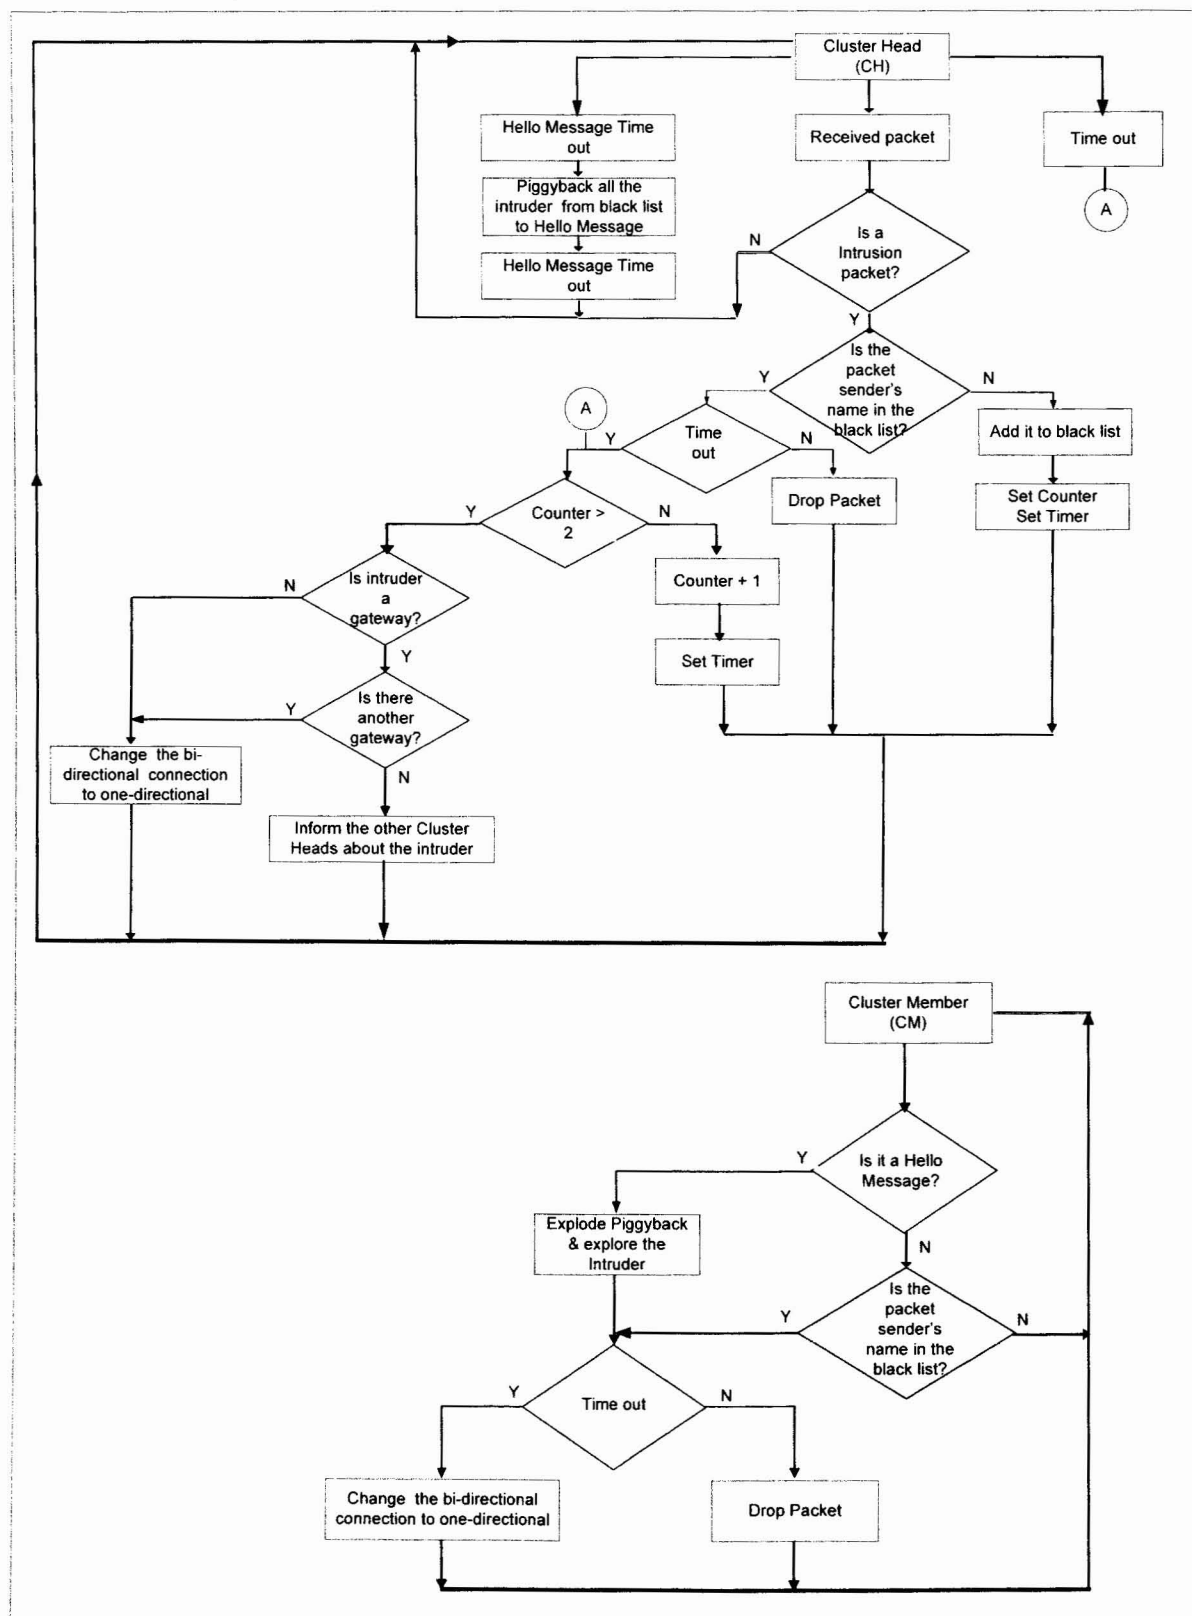 Cluster Head
(CH)
Hello Message Time
out
Received packet
Time out
Piggyback all the
intruder from black list
to Hello Message
A
N
Is a
Intrusion
packet?
Hello Message Time
out
Y
Is the
packet
sender's
name in the
black list?
Y
N
A
Y
Time
out
N
Add it to black list
Drop Packet
Set Counter
Set Timer
Y
Counter >
2
N
Counter + 1
N
Is intruder
a
gateway?
Y
Set Timer
Y
Is there
another
gateway?
N
Change the bi-
directional connection
to one-directional
Inform the other Cluster
Heads about the intruder
Cluster Member
(CM)
Y
Is it a Hello
Message?
N
Explode Piggyback
& explore the
Intruder
Y
Is the
packet
sender's
name in the
black list?
N
Y
Time out
N
Change the bi-directional
connection to one-directional
Drop Packet